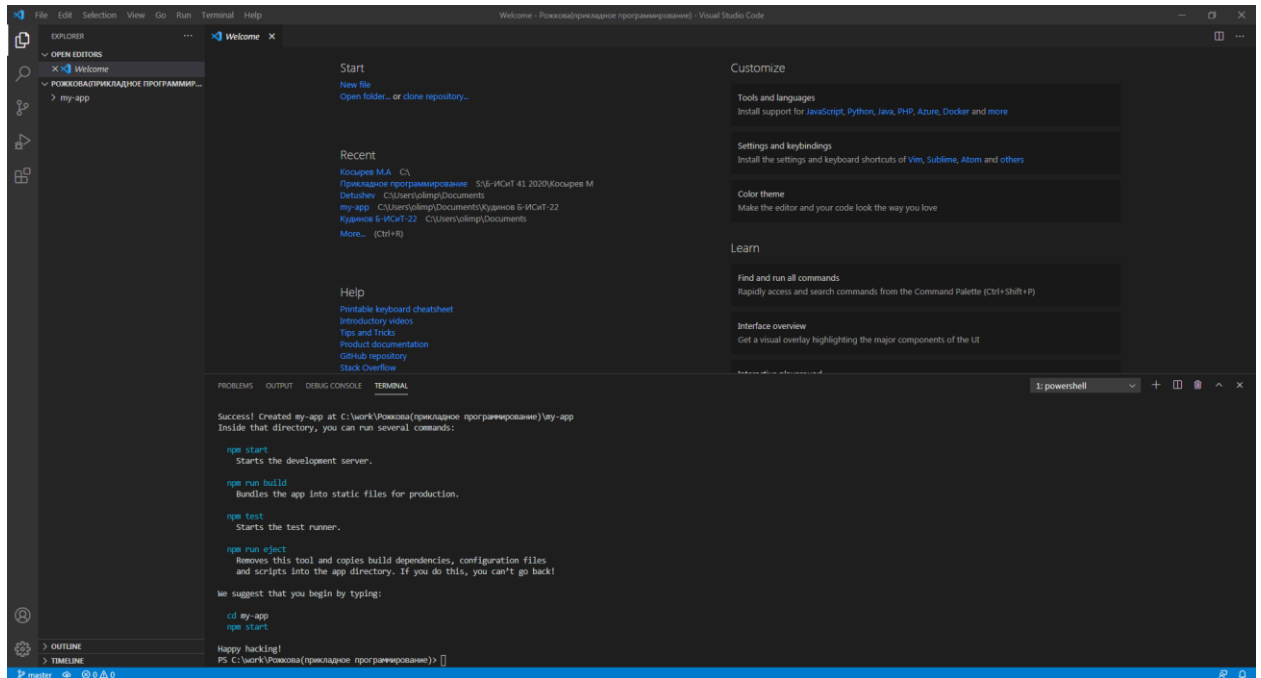 File Edit Selection View Go Run Terminal Help
Welcome - Рожкова(прикладное программирование) - Visual Studio Code
EXPLORER
Welcome
OPEN EDITORS
Welcome
РОЖКОВА(ПРИКЛАДНОЕ ПРОГРАММИР...
my-app
Start
New file
Open folder... or clone repository...
Recent
Косырев М.А C:\
Прикладное программирование S:\Б-ИСиТ 41 2020\Косырев М
Detushev C:\Users\olimp\Documents
my-app C:\Users\olimp\Documents\Кудинов Б-ИСиТ-22
Кудинов Б-ИСиТ-22 C:\Users\olimp\Documents
More... (Ctrl+R)
Help
Printable keyboard cheatsheet
Introductory videos
Tips and Tricks
Product documentation
GitHub repository
Stack Overflow
Customize
Tools and languages
Install support for JavaScript, Python, Java, PHP, Azure, Docker and more
Settings and keybindings
Install the settings and keyboard shortcuts of Vim, Sublime, Atom and others
Color theme
Make the editor and your code look the way you love
Learn
Find and run all commands
Rapidly access and search commands from the Command Palette (Ctrl+Shift+P)
Interface overview
Get a visual overlay highlighting the major components of the UI
PROBLEMS OUTPUT DEBUG CONSOLE TERMINAL
1: powershell
Success! Created my-app at C:\work\Рожкова(прикладное программирование)\my-app
Inside that directory, you can run several commands:
npm start
Starts the development server.
npm run build
Bundles the app into static files for production.
npm test
Starts the test runner.
npm run eject
Removes this tool and copies build dependencies, configuration files
and scripts into the app directory. If you do this, you can't go back!
We suggest that you begin by typing:
cd my-app
npm start
Happy hacking!
PS C:\work\Рожкова(прикладное программирование)>
OUTLINE
TIMELINE
master 0 0